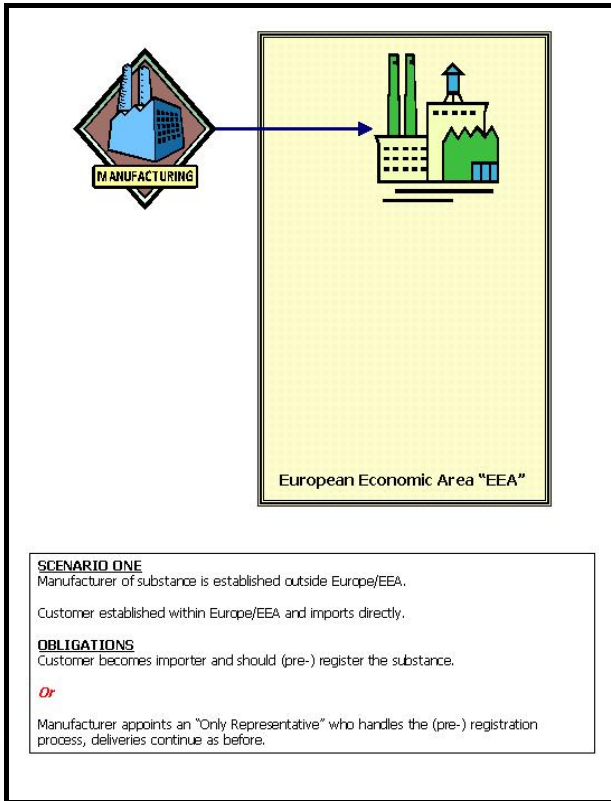 MANUFACTURING
European Economic Area "EEA"
SCENARIO ONE
Manufacturer of substance is established outside Europe/EEA.
Customer established within Europe/EEA and imports directly.
OBLIGATIONS
Customer becomes importer and should (pre-) register the substance.
Or
Manufacturer appoints an "Only Representative" who handles the (pre-) registration
process, deliveries continue as before.